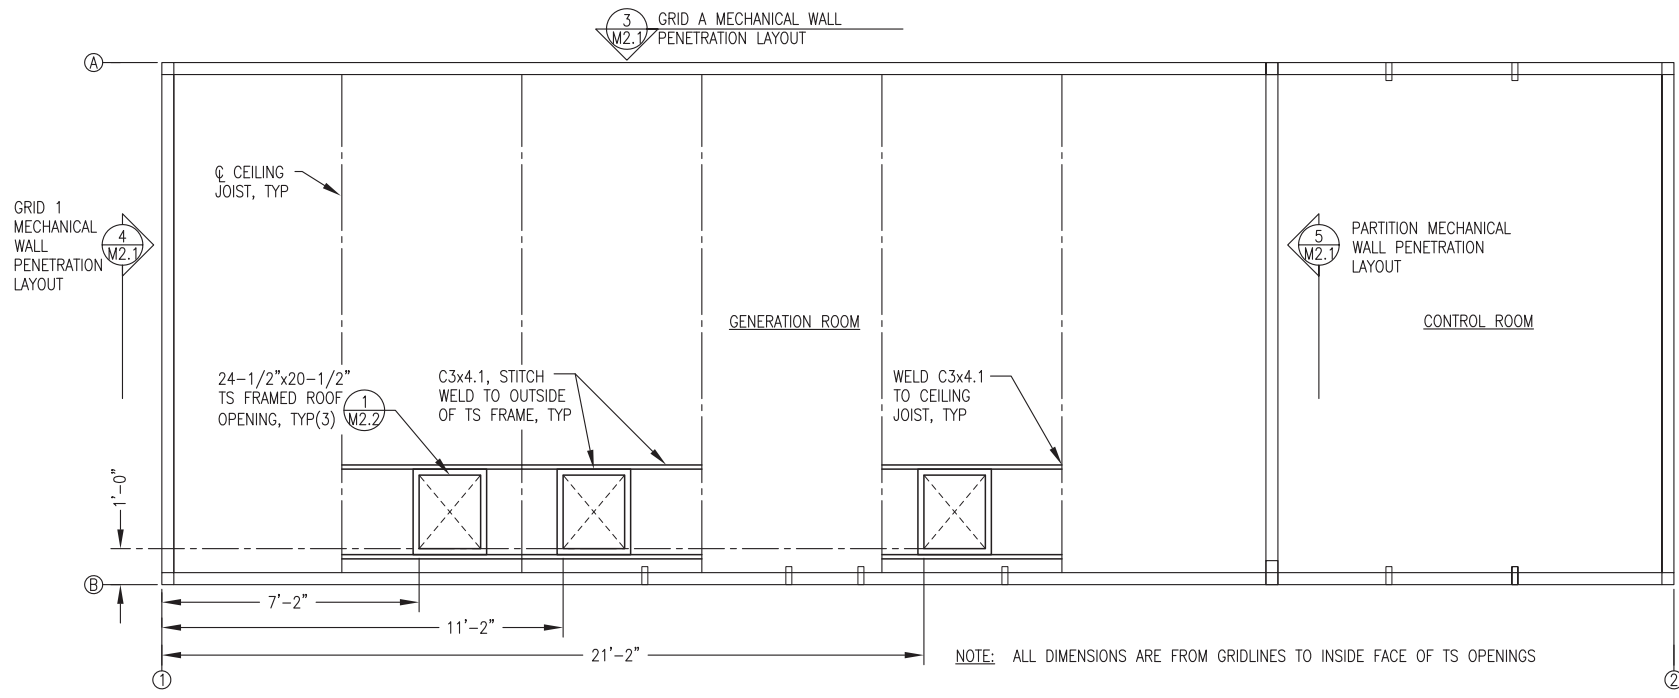 3
M2.1
GRID A MECHANICAL WALL
PENETRATION LAYOUT
A
℄ CEILING
JOIST, TYP
GRID 1
MECHANICAL
WALL
PENETRATION
LAYOUT
4
M2.1
5
M2.1
PARTITION MECHANICAL
WALL PENETRATION
LAYOUT
GENERATION ROOM
CONTROL ROOM
24-1/2"x20-1/2"
TS FRAMED ROOF
OPENING, TYP(3)
1
M2.2
C3x4.1, STITCH
WELD TO OUTSIDE
OF TS FRAME, TYP
WELD C3x4.1
TO CEILING
JOIST, TYP
1'-0"
B
7'-2"
11'-2"
21'-2"
NOTE: ALL DIMENSIONS ARE FROM GRIDLINES TO INSIDE FACE OF TS OPENINGS
1
2